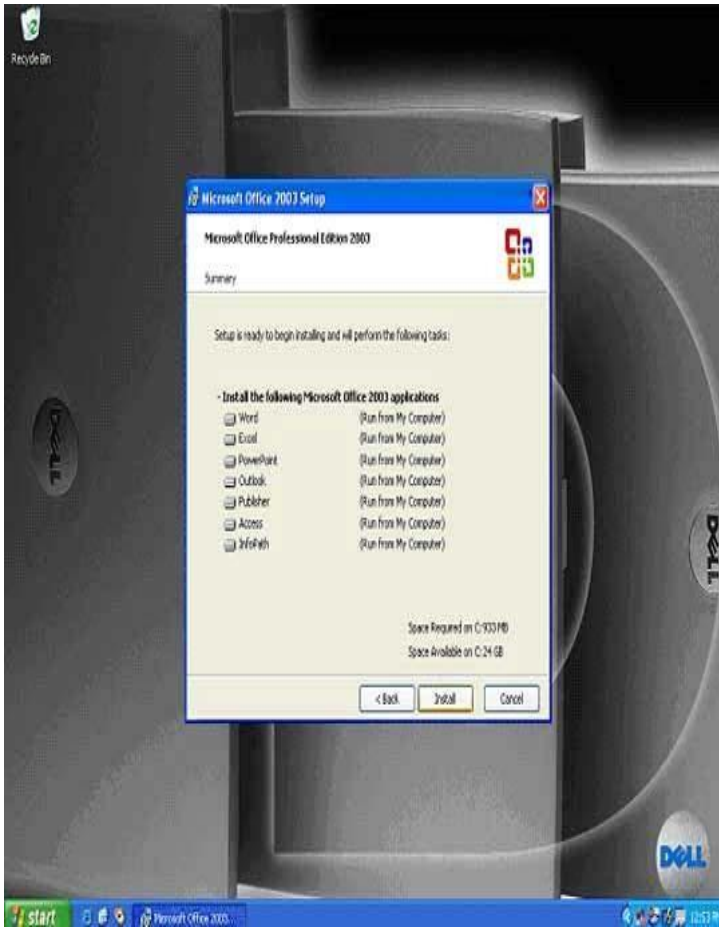 Recycle Bin
Microsoft Office 2003 Setup
Microsoft Office Professional Edition 2003
Summary
Setup is ready to begin installing and will perform the following tasks:
- Install the following Microsoft Office 2003 applications
Word (Run from My Computer)
Excel (Run from My Computer)
PowerPoint (Run from My Computer)
Outlook (Run from My Computer)
Publisher (Run from My Computer)
Access (Run from My Computer)
InfoPath (Run from My Computer)
Space Required on C: 933 MB
Space Available on C: 24 GB
< Back Install Cancel
DELL
DELL
DELL
start Microsoft Office 2003... 12:53 P